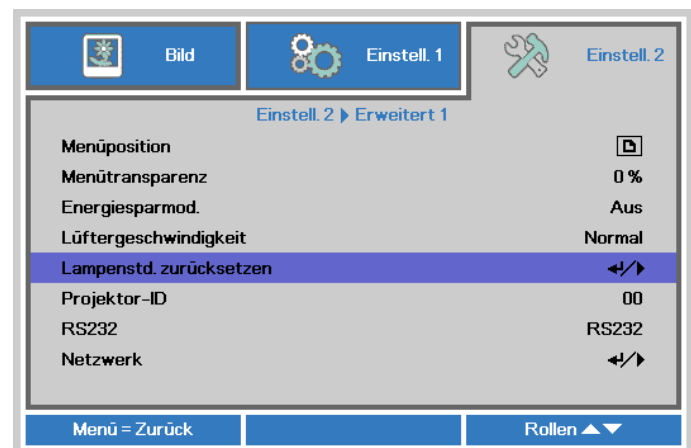 Bild
Einstell. 1
Einstell. 2
Einstell. 2 ▶ Erweitert 1
Menüposition
Menütransparenz 0 %
Energiesparmod. Aus
Lüftergeschwindigkeit Normal
Lampenstd. zurücksetzen ↵/▶
Projektor-ID 00
RS232 RS232
Netzwerk ↵/▶
Menü = Zurück
Rollen ▲▼